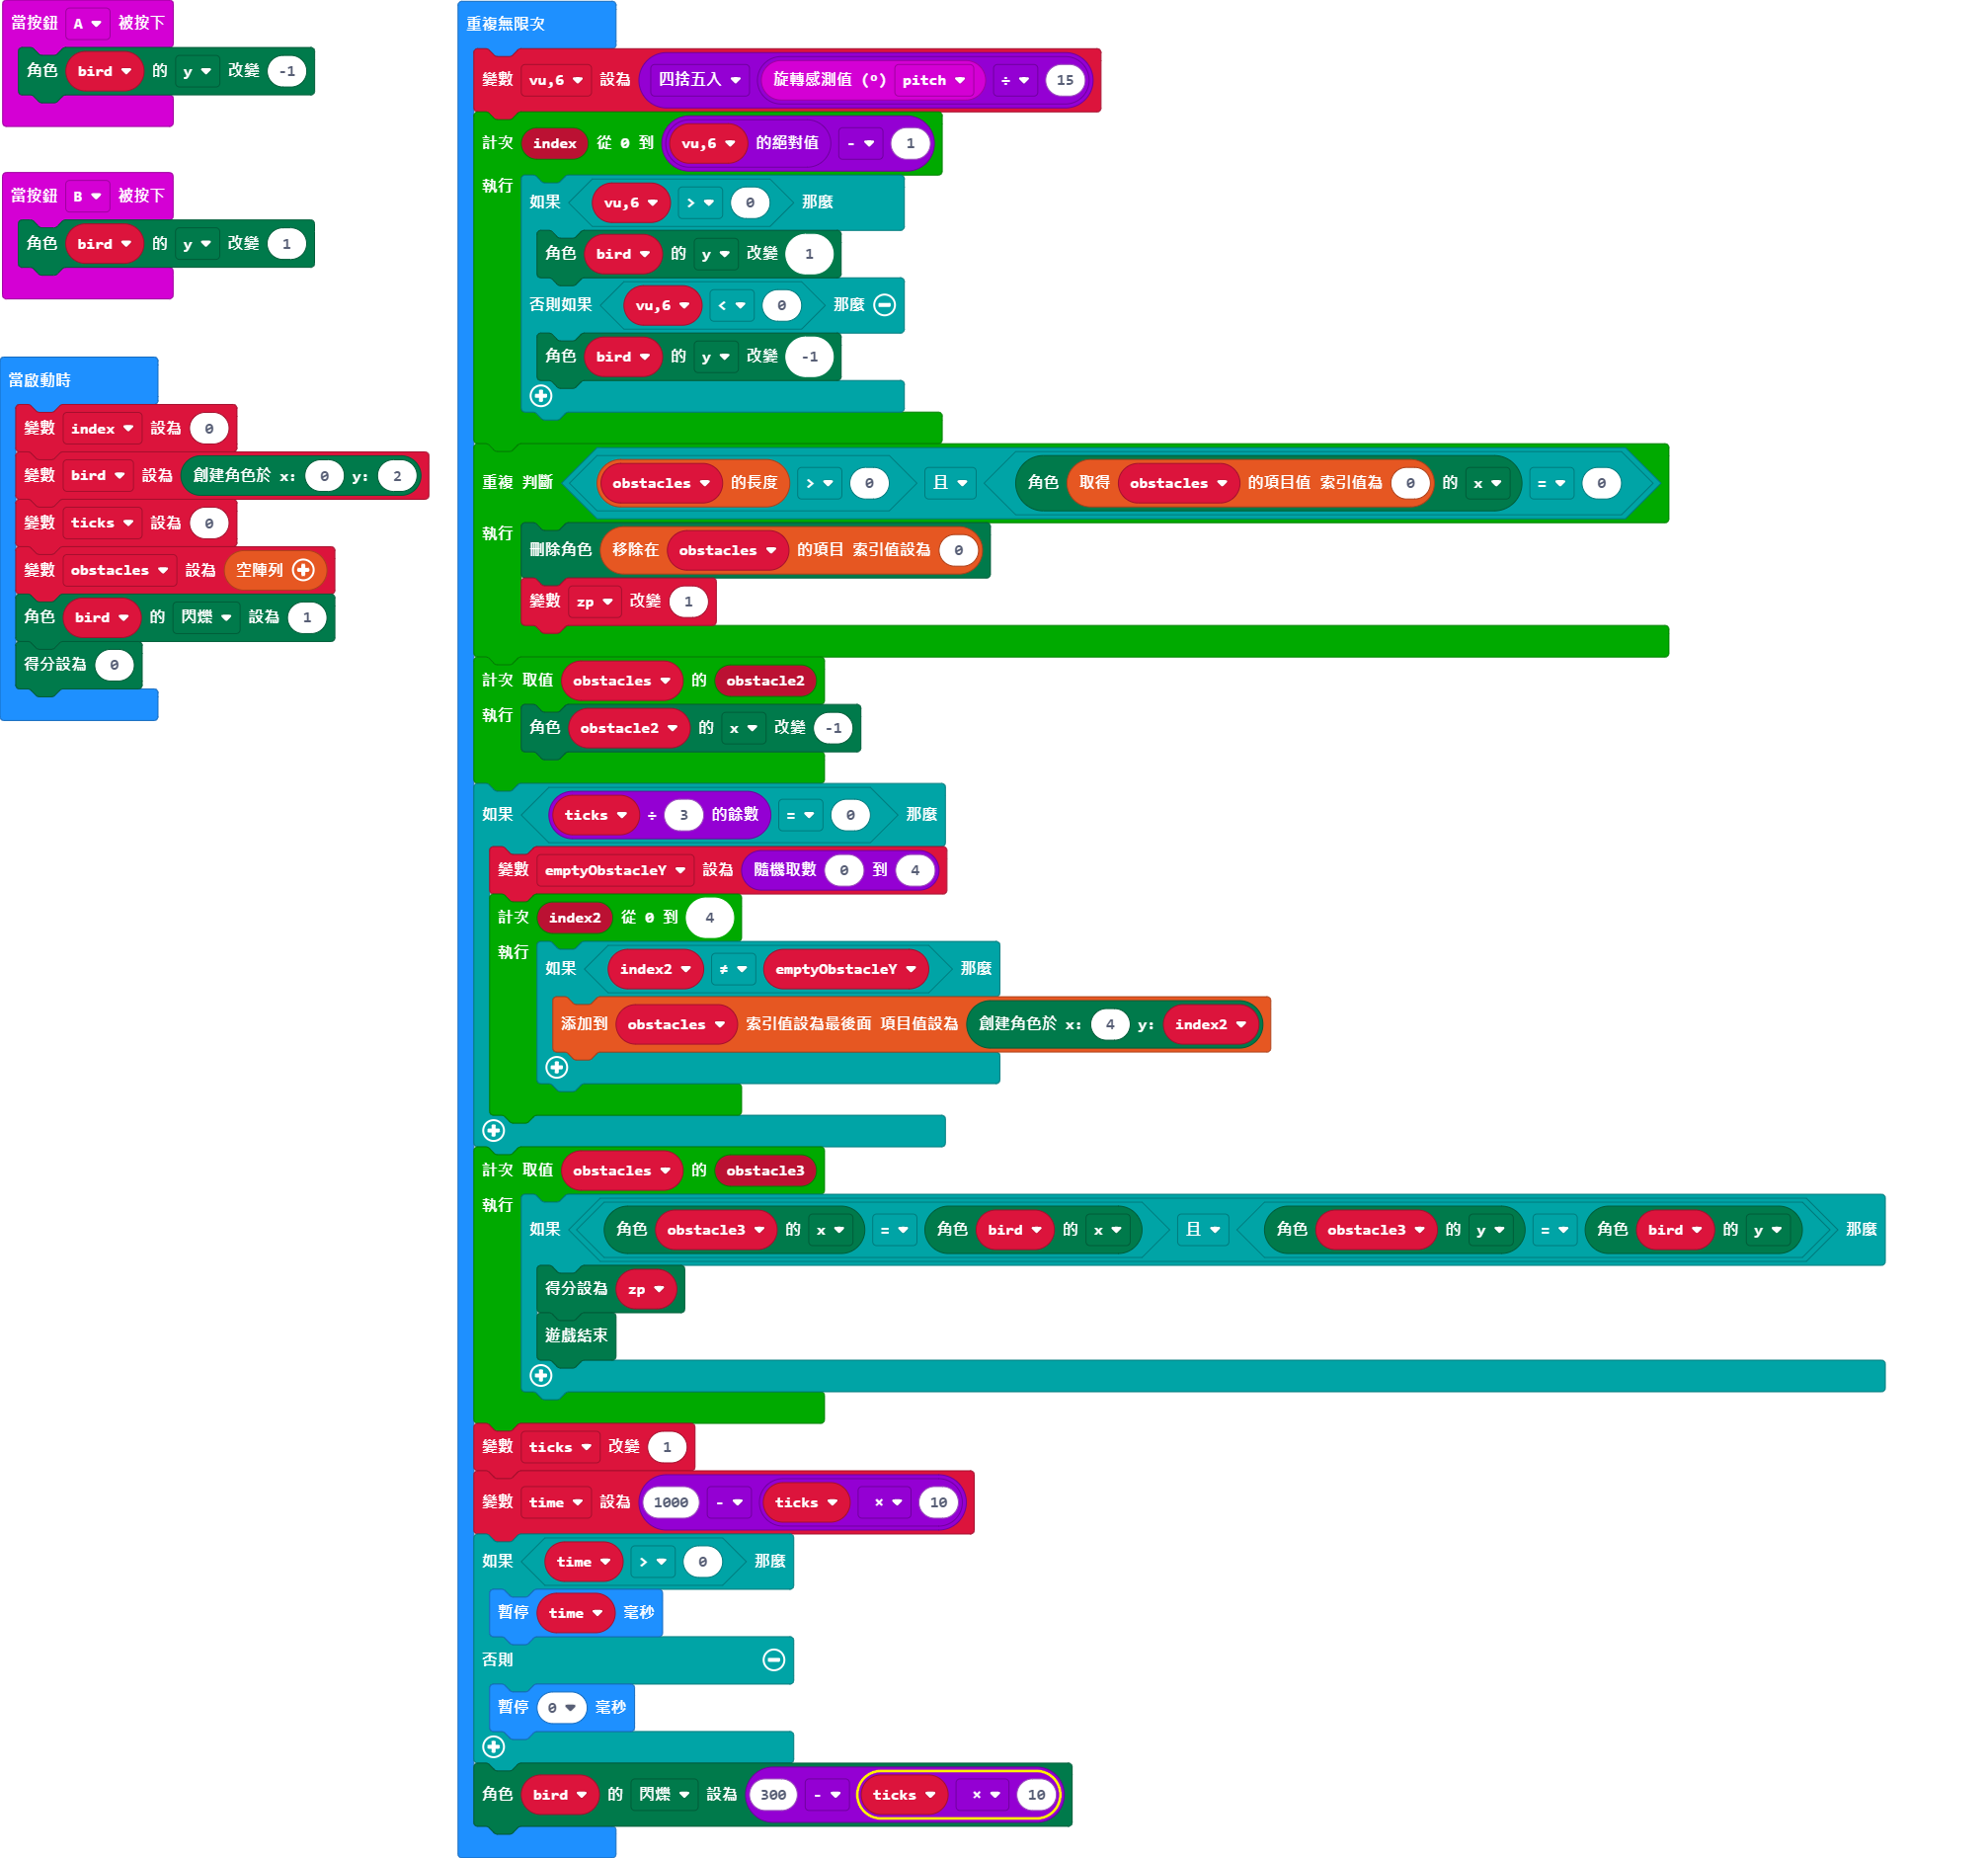 當按鈕 A 被按下
角色 bird 的 y 改變 -1
當按鈕 B 被按下
角色 bird 的 y 改變 1
當啟動時
變數 index 設為 0
變數 bird 設為 創建角色於 x: 0 y: 2
變數 ticks 設為 0
變數 obstacles 設為 空陣列
角色 bird 的 閃爍 設為 1
得分設為 0
重複無限次
變數 vu,6 設為 四捨五入 旋轉感測值 (º) pitch ÷ 15
計次 index 從 0 到 vu,6 的絕對值 - 1
執行
如果 vu,6 > 0 那麼
角色 bird 的 y 改變 1
否則如果 vu,6 < 0 那麼
角色 bird 的 y 改變 -1
重複 判斷 obstacles 的長度 > 0 且 角色 取得 obstacles 的項目值 索引值為 0 的 x = 0
執行
刪除角色 移除在 obstacles 的項目 索引值設為 0
變數 zp 改變 1
計次 取值 obstacles 的 obstacle2
執行
角色 obstacle2 的 x 改變 -1
如果 ticks ÷ 3 的餘數 = 0 那麼
變數 emptyObstacleY 設為 隨機取數 0 到 4
計次 index2 從 0 到 4
執行
如果 index2 ≠ emptyObstacleY 那麼
添加到 obstacles 索引值設為最後面 項目值設為 創建角色於 x: 4 y: index2
計次 取值 obstacles 的 obstacle3
執行
如果 角色 obstacle3 的 x = 角色 bird 的 x 且 角色 obstacle3 的 y = 角色 bird 的 y 那麼
得分設為 zp
遊戲結束
變數 ticks 改變 1
變數 time 設為 1000 - ticks × 10
如果 time > 0 那麼
暫停 time 毫秒
否則
暫停 0 毫秒
角色 bird 的 閃爍 設為 300 - ticks × 10